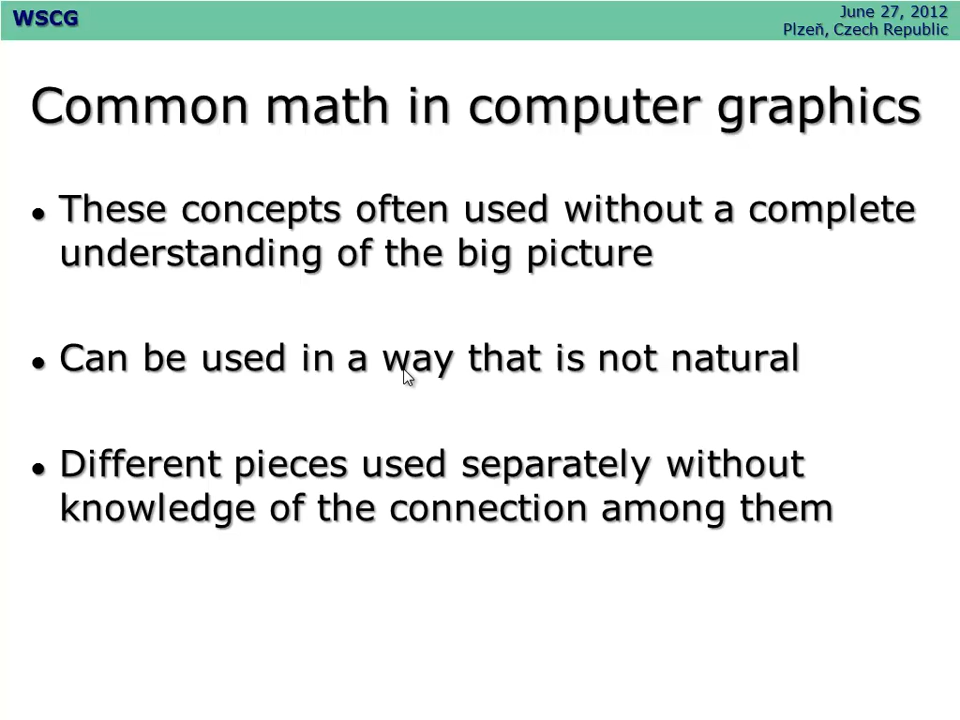 WSCG
June 27, 2012
Plzeň, Czech Republic
Common math in computer graphics
• These concepts often used without a complete
understanding of the big picture
• Can be used in a way that is not natural
• Different pieces used separately without
knowledge of the connection among them